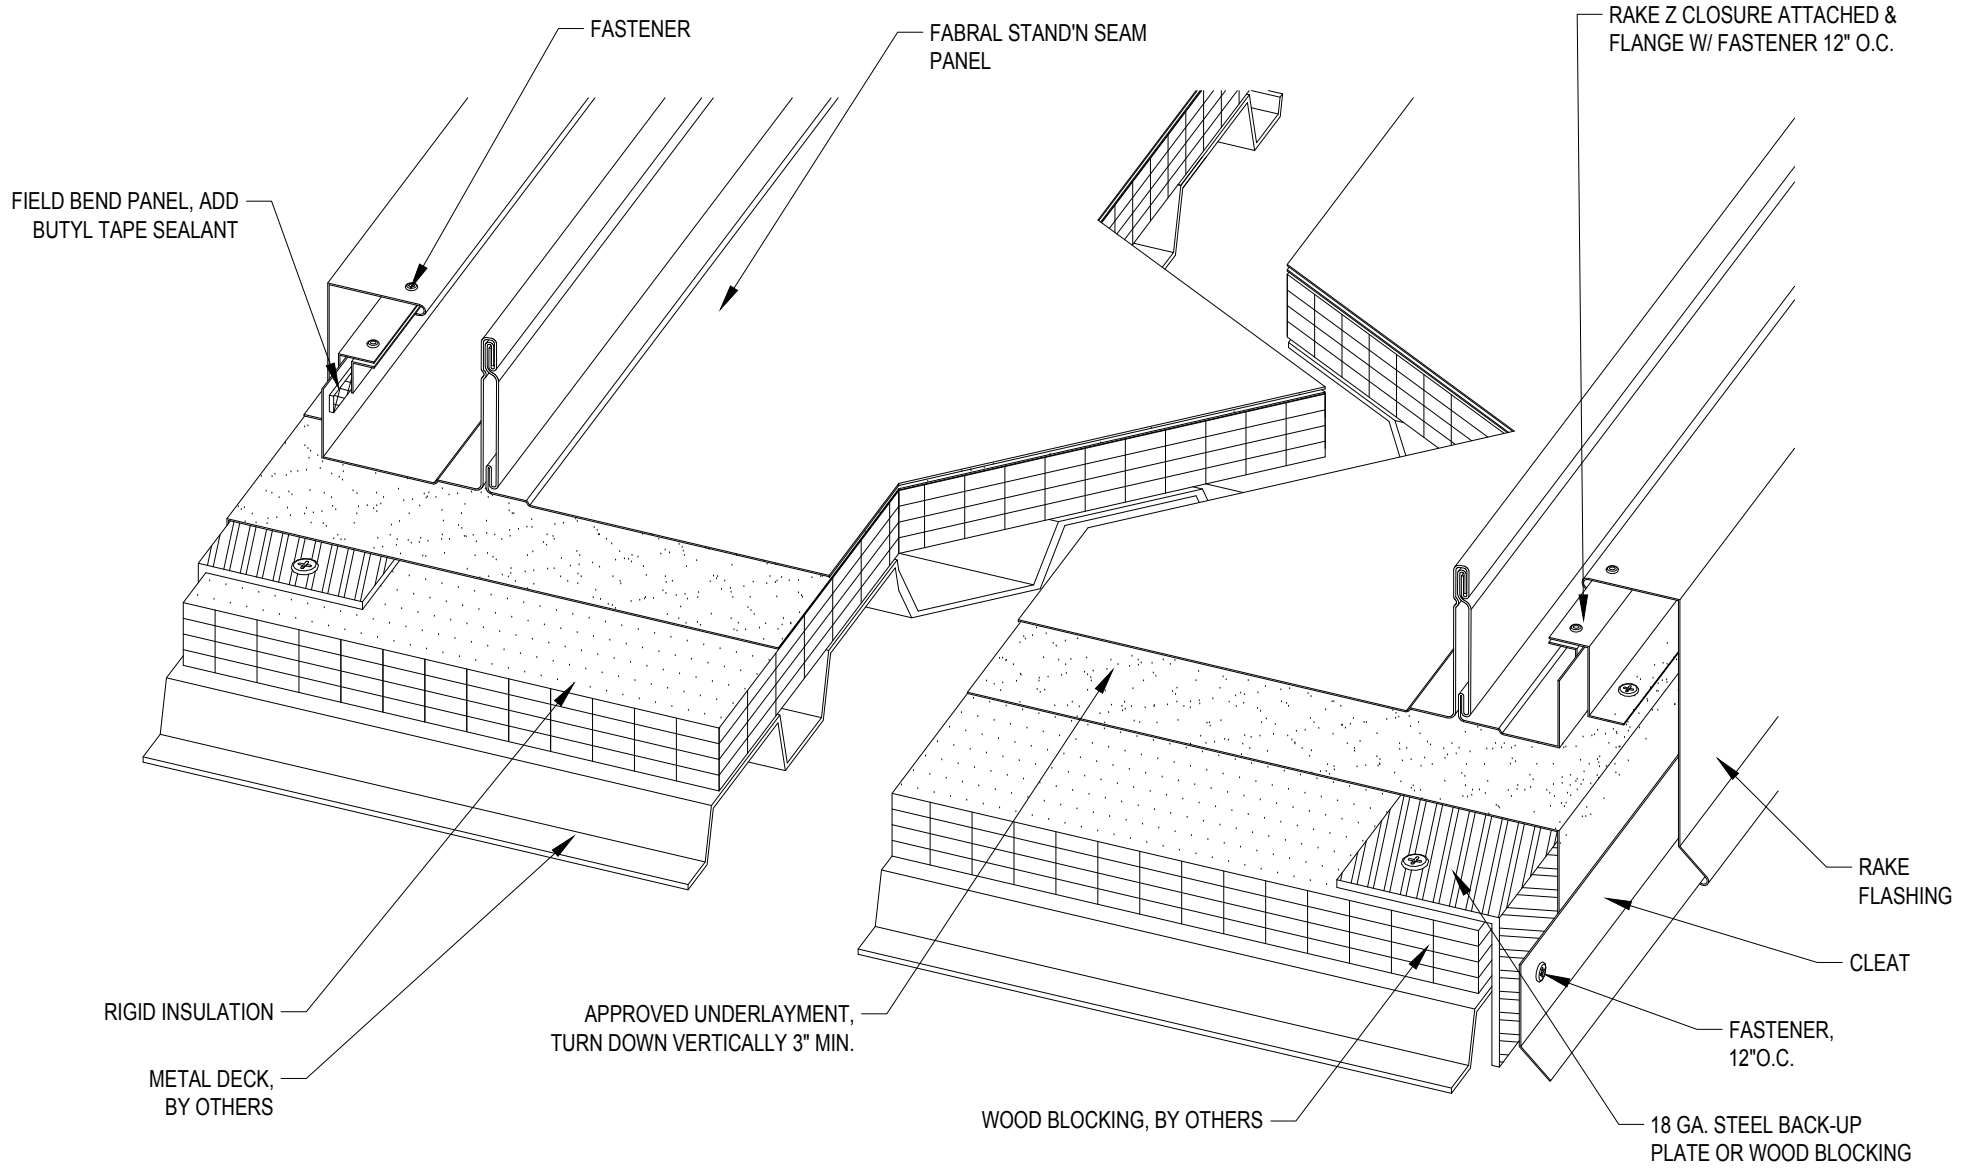 FASTENER
FABRAL STAND'N SEAM
PANEL
RAKE Z CLOSURE ATTACHED &
FLANGE W/ FASTENER 12" O.C.
FIELD BEND PANEL, ADD
BUTYL TAPE SEALANT
RAKE
FLASHING
CLEAT
RIGID INSULATION
APPROVED UNDERLAYMENT,
TURN DOWN VERTICALLY 3" MIN.
FASTENER,
12"O.C.
METAL DECK,
BY OTHERS
WOOD BLOCKING, BY OTHERS
18 GA. STEEL BACK-UP
PLATE OR WOOD BLOCKING